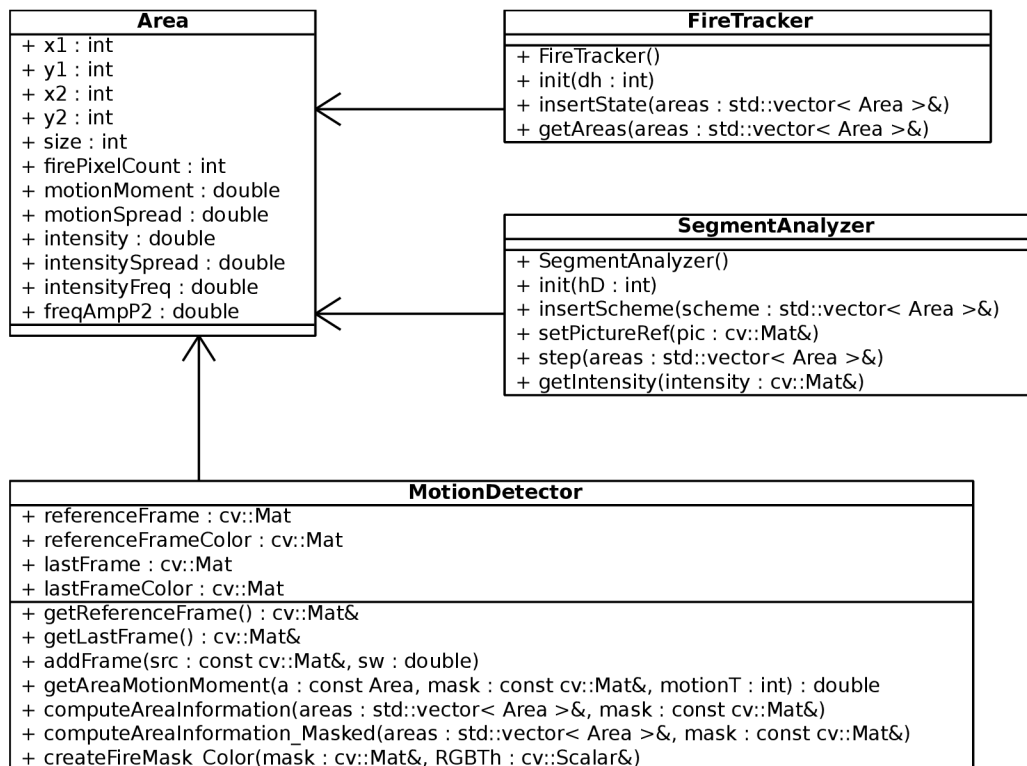 Area
+ x1 : int
+ y1 : int
+ x2 : int
+ y2 : int
+ size : int
+ firePixelCount : int
+ motionMoment : double
+ motionSpread : double
+ intensity : double
+ intensitySpread : double
+ intensityFreq : double
+ freqAmpP2 : double
FireTracker
+ FireTracker()
+ init(dh : int)
+ insertState(areas : std::vector< Area >&)
+ getAreas(areas : std::vector< Area >&)
SegmentAnalyzer
+ SegmentAnalyzer()
+ init(hD : int)
+ insertScheme(scheme : std::vector< Area >&)
+ setPictureRef(pic : cv::Mat&)
+ step(areas : std::vector< Area >&)
+ getIntensity(intensity : cv::Mat&)
MotionDetector
+ referenceFrame : cv::Mat
+ referenceFrameColor : cv::Mat
+ lastFrame : cv::Mat
+ lastFrameColor : cv::Mat
+ getReferenceFrame() : cv::Mat&
+ getLastFrame() : cv::Mat&
+ addFrame(src : const cv::Mat&, sw : double)
+ getAreaMotionMoment(a : const Area, mask : const cv::Mat&, motionT : int) : double
+ computeAreaInformation(areas : std::vector< Area >&, mask : const cv::Mat&)
+ computeAreaInformation_Masked(areas : std::vector< Area >&, mask : const cv::Mat&)
+ createFireMask_Color(mask : cv::Mat&, RGBTh : cv::Scalar&)